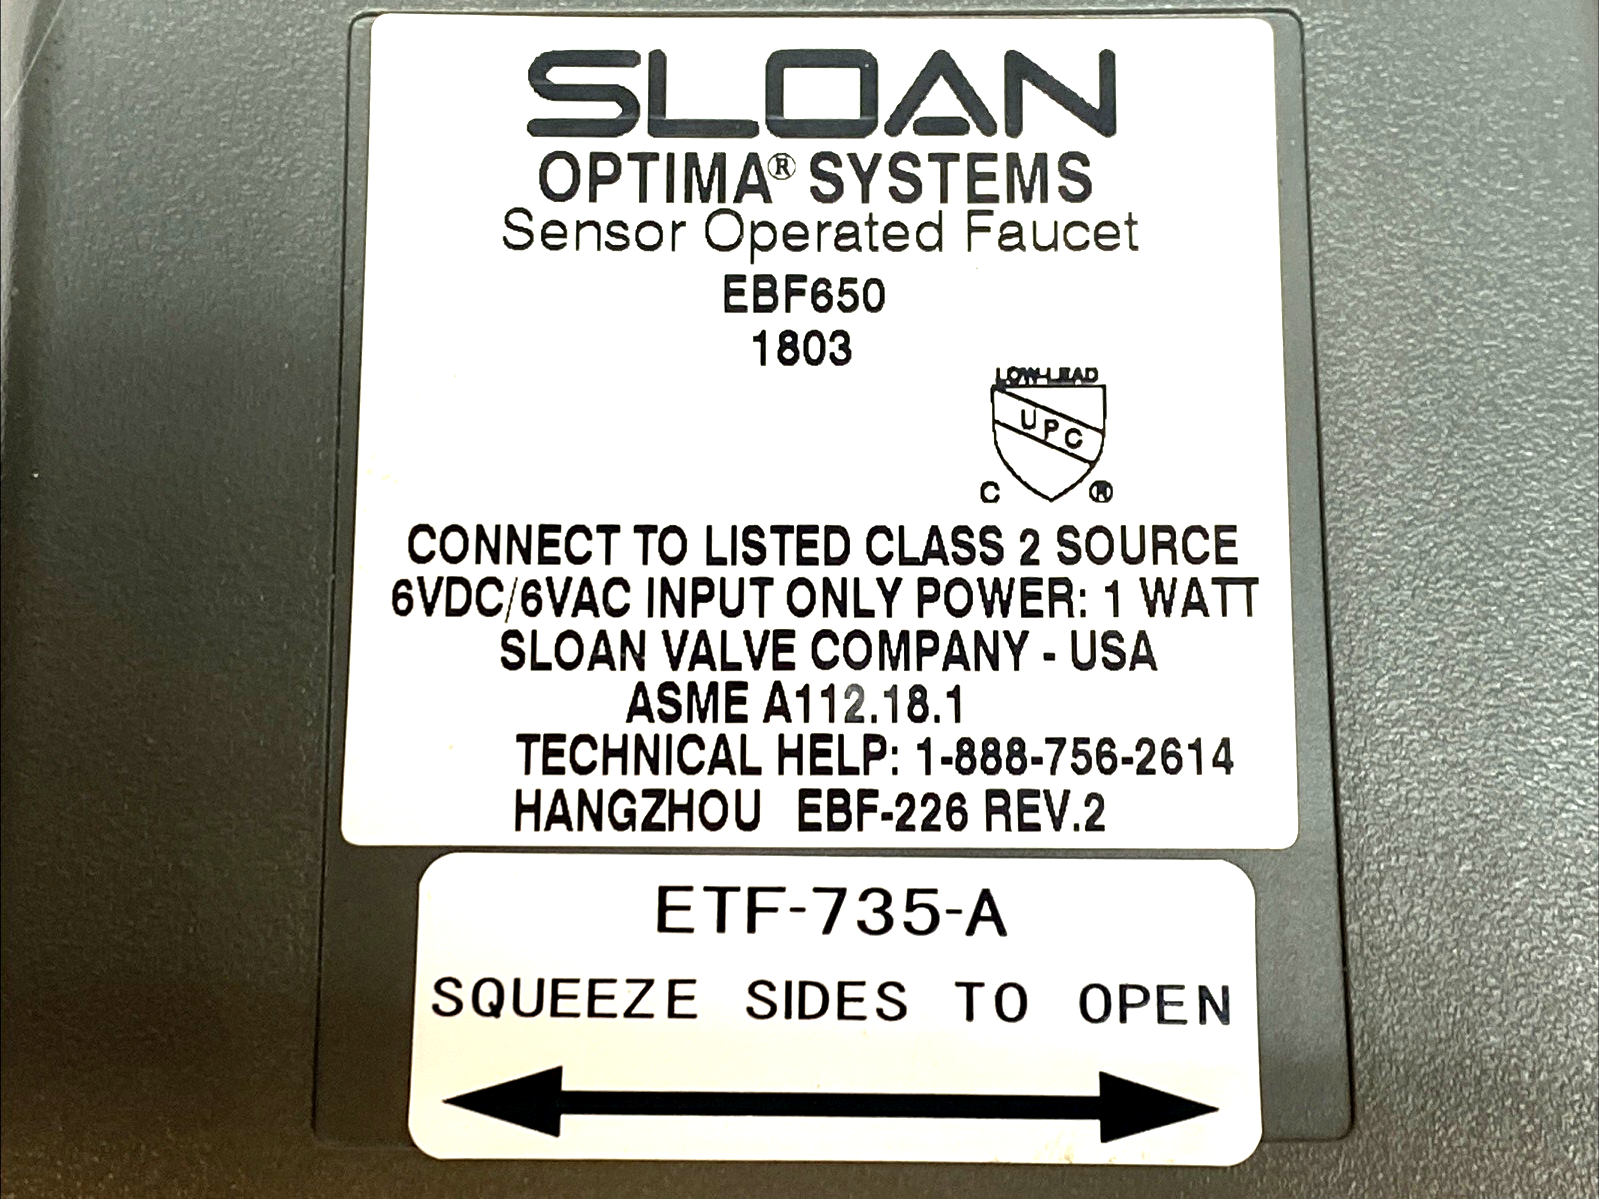 SLOAN
OPTIMA® SYSTEMS
Sensor Operated Faucet
EBF650
1803
LOW-LEAD
UPC
C ®
CONNECT TO LISTED CLASS 2 SOURCE
6VDC/6VAC INPUT ONLY POWER: 1 WATT
SLOAN VALVE COMPANY - USA
ASME A112.18.1
TECHNICAL HELP: 1-888-756-2614
HANGZHOU EBF-226 REV.2
ETF-735-A
SQUEEZE SIDES TO OPEN